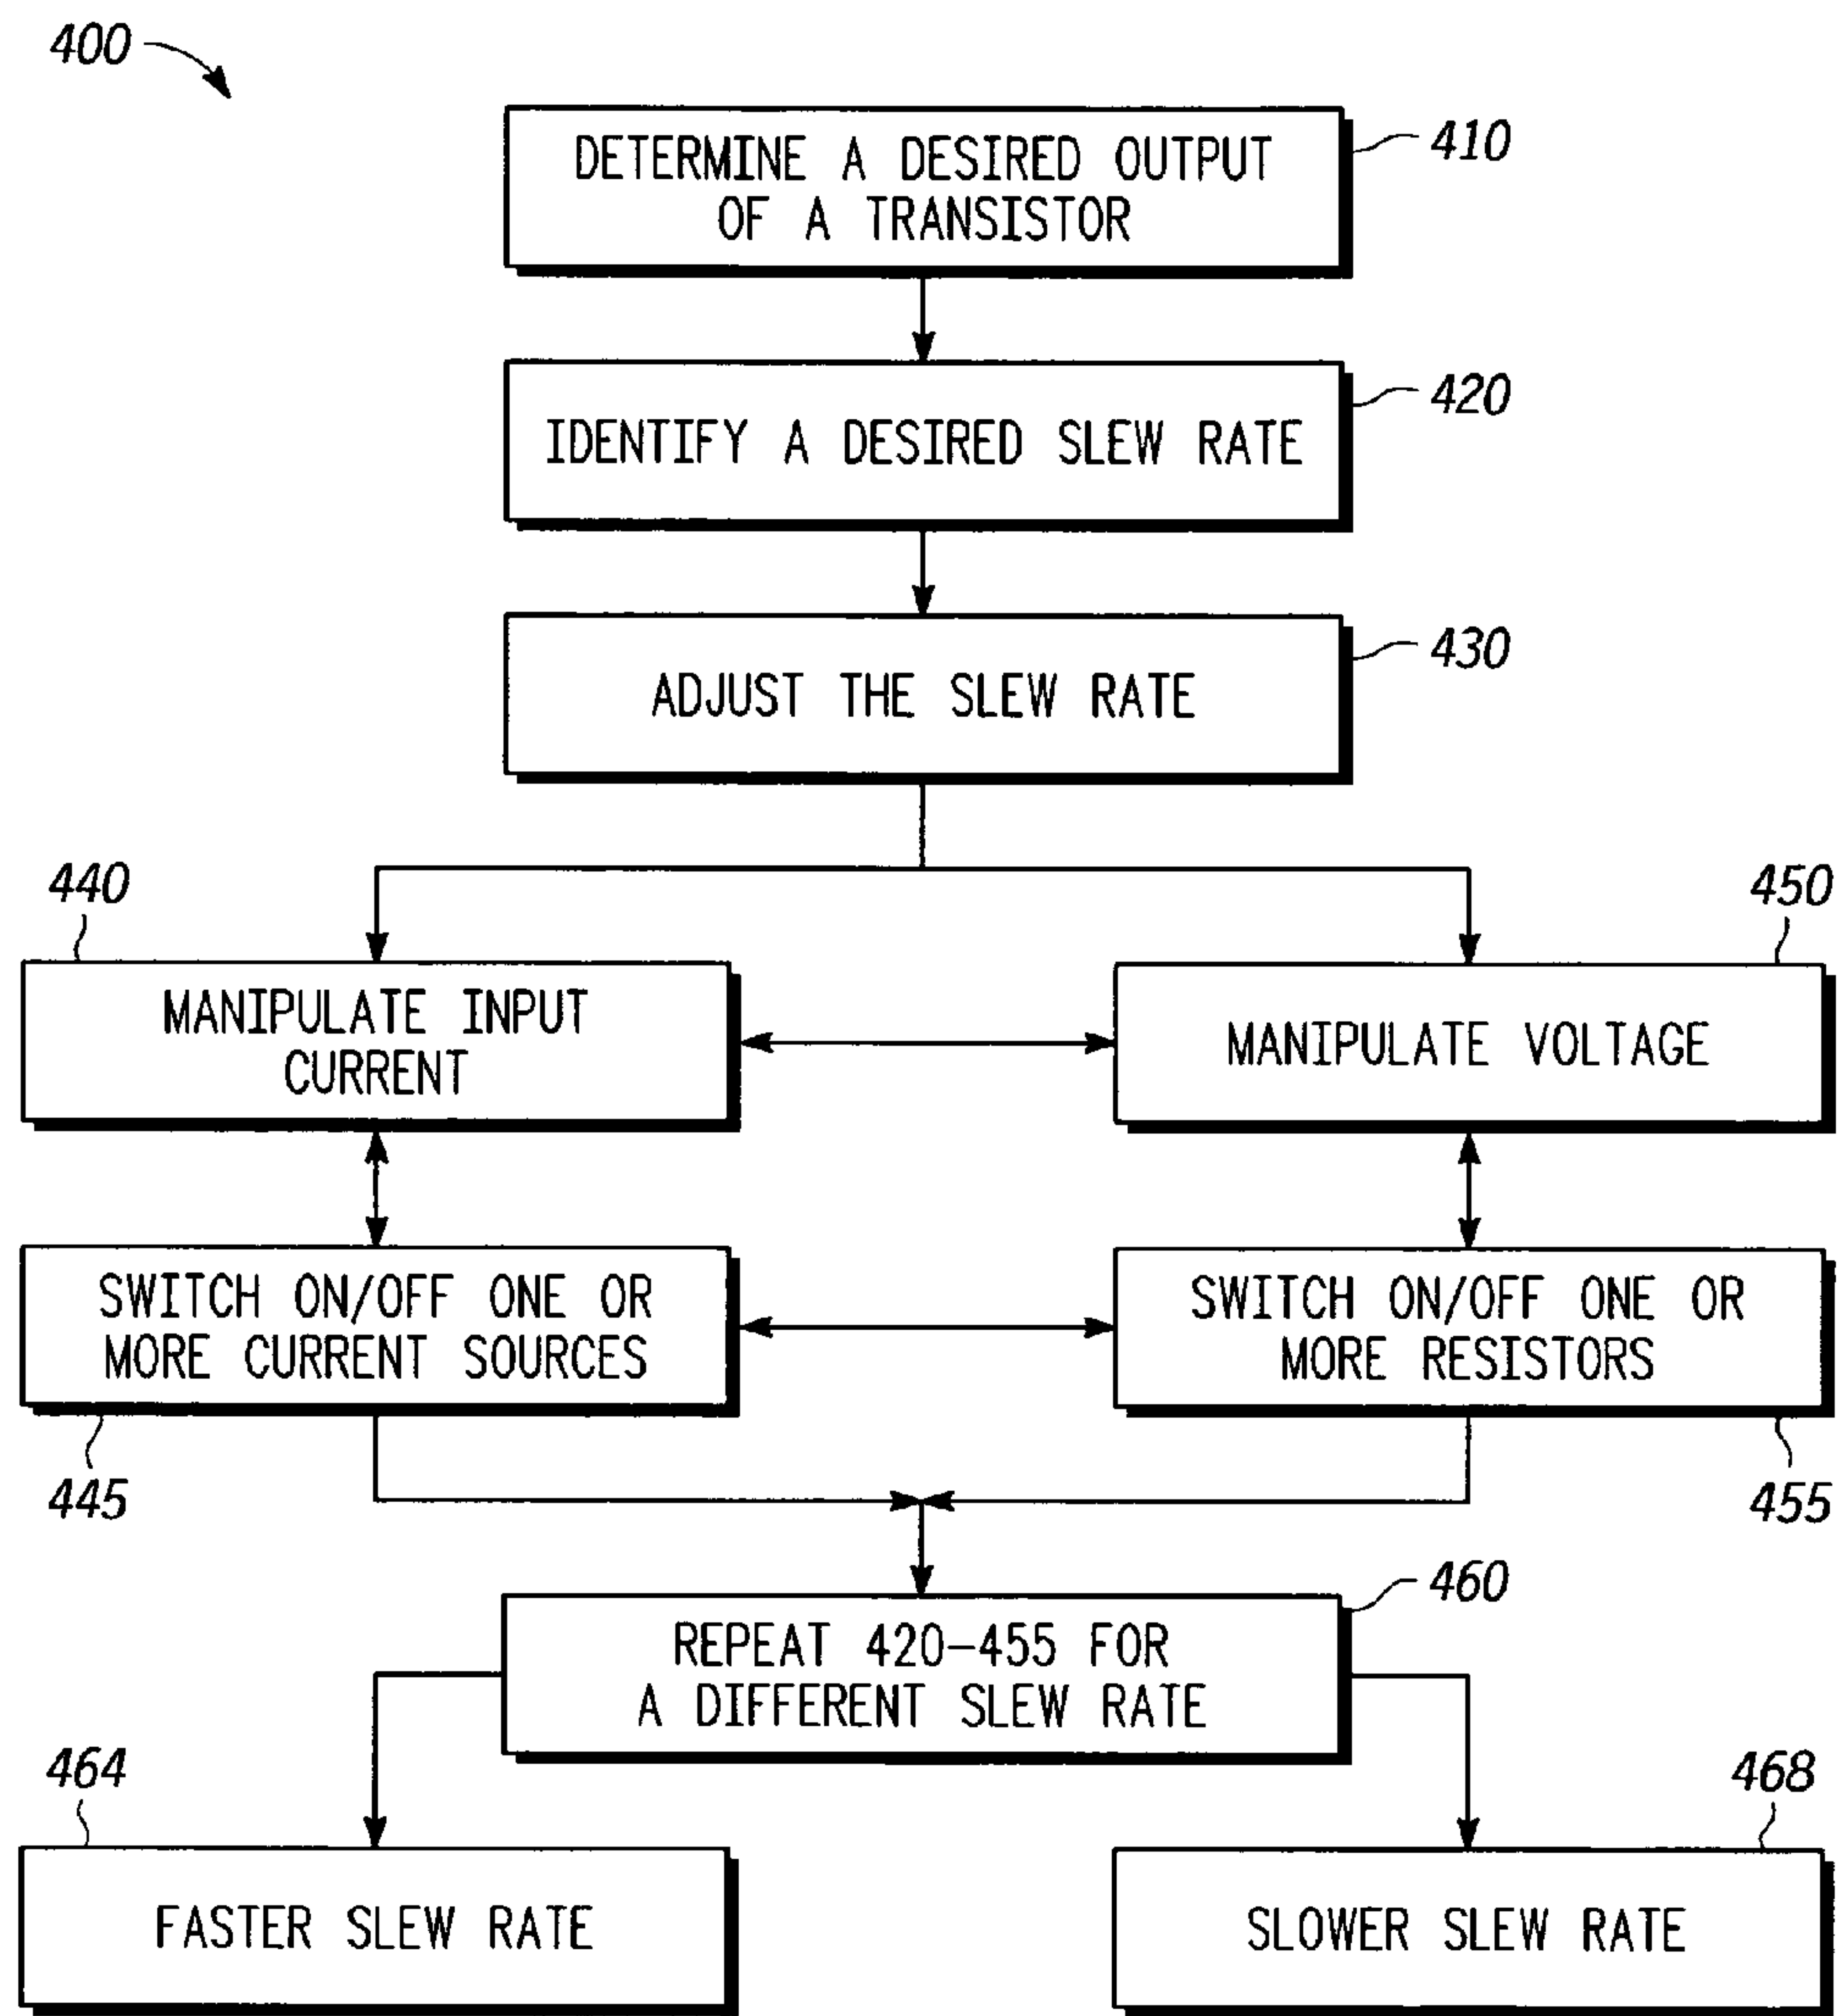 400
DETERMINE A DESIRED OUTPUT
OF A TRANSISTOR
410
IDENTIFY A DESIRED SLEW RATE
420
ADJUST THE SLEW RATE
430
440
MANIPULATE INPUT
CURRENT
450
MANIPULATE VOLTAGE
SWITCH ON/OFF ONE OR
MORE CURRENT SOURCES
445
SWITCH ON/OFF ONE OR
MORE RESISTORS
455
REPEAT 420-455 FOR
A DIFFERENT SLEW RATE
460
464
FASTER SLEW RATE
468
SLOWER SLEW RATE